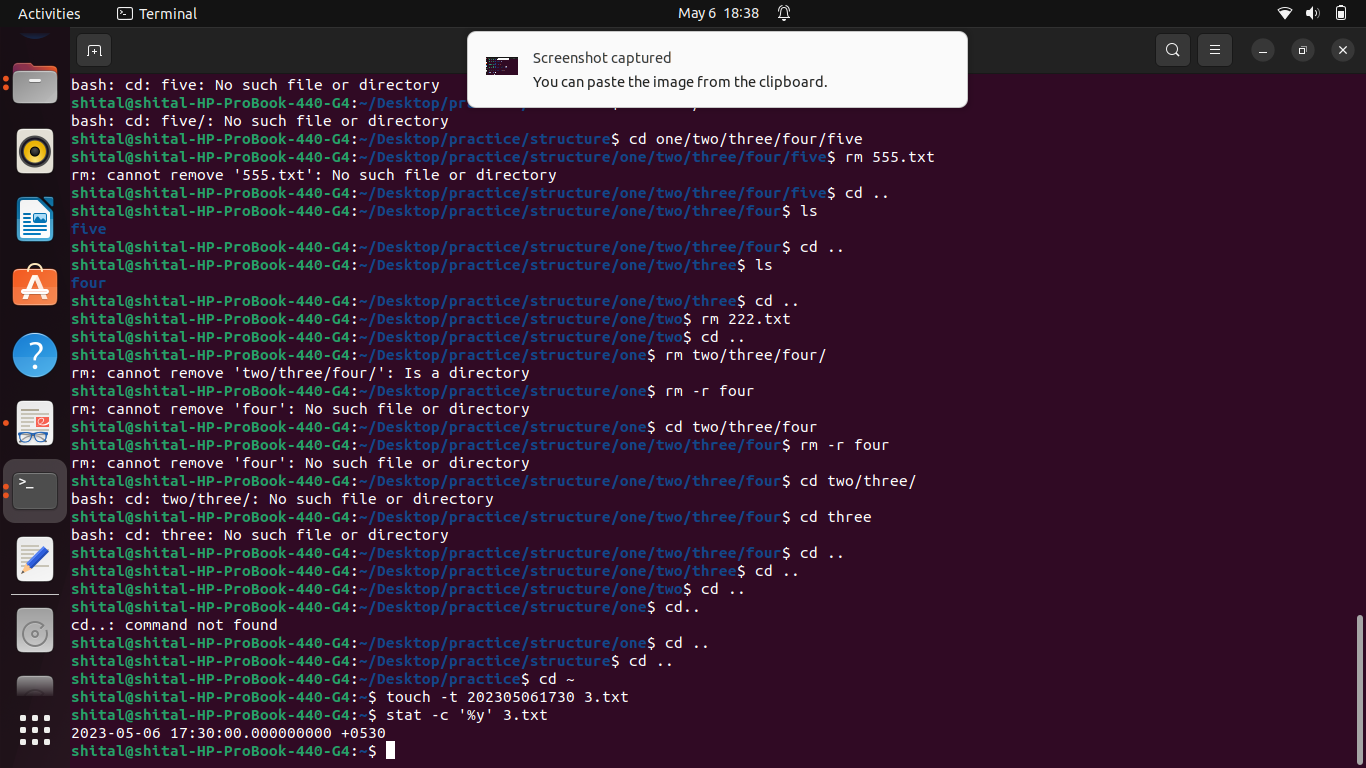 Activities
Terminal
May 6 18:38
Screenshot captured
You can paste the image from the clipboard.
bash: cd: five: No such file or directory
shital@shital-HP-ProBook-440-G4:~/Desktop/pr
bash: cd: five/: No such file or directory
shital@shital-HP-ProBook-440-G4:~/Desktop/practice/structure$ cd one/two/three/four/five
shital@shital-HP-ProBook-440-G4:~/Desktop/practice/structure/one/two/three/four/five$ rm 555.txt
rm: cannot remove '555.txt': No such file or directory
shital@shital-HP-ProBook-440-G4:~/Desktop/practice/structure/one/two/three/four/five$ cd ..
shital@shital-HP-ProBook-440-G4:~/Desktop/practice/structure/one/two/three/four$ ls
five
shital@shital-HP-ProBook-440-G4:~/Desktop/practice/structure/one/two/three/four$ cd ..
shital@shital-HP-ProBook-440-G4:~/Desktop/practice/structure/one/two/three$ ls
four
shital@shital-HP-ProBook-440-G4:~/Desktop/practice/structure/one/two/three$ cd ..
shital@shital-HP-ProBook-440-G4:~/Desktop/practice/structure/one/two$ rm 222.txt
shital@shital-HP-ProBook-440-G4:~/Desktop/practice/structure/one/two$ cd ..
shital@shital-HP-ProBook-440-G4:~/Desktop/practice/structure/one$ rm two/three/four/
rm: cannot remove 'two/three/four/': Is a directory
shital@shital-HP-ProBook-440-G4:~/Desktop/practice/structure/one$ rm -r four
rm: cannot remove 'four': No such file or directory
shital@shital-HP-ProBook-440-G4:~/Desktop/practice/structure/one$ cd two/three/four
shital@shital-HP-ProBook-440-G4:~/Desktop/practice/structure/one/two/three/four$ rm -r four
rm: cannot remove 'four': No such file or directory
shital@shital-HP-ProBook-440-G4:~/Desktop/practice/structure/one/two/three/four$ cd two/three/
bash: cd: two/three/: No such file or directory
shital@shital-HP-ProBook-440-G4:~/Desktop/practice/structure/one/two/three/four$ cd three
bash: cd: three: No such file or directory
shital@shital-HP-ProBook-440-G4:~/Desktop/practice/structure/one/two/three/four$ cd ..
shital@shital-HP-ProBook-440-G4:~/Desktop/practice/structure/one/two/three$ cd ..
shital@shital-HP-ProBook-440-G4:~/Desktop/practice/structure/one/two$ cd ..
shital@shital-HP-ProBook-440-G4:~/Desktop/practice/structure/one$ cd..
cd..: command not found
shital@shital-HP-ProBook-440-G4:~/Desktop/practice/structure/one$ cd ..
shital@shital-HP-ProBook-440-G4:~/Desktop/practice/structure$ cd ..
shital@shital-HP-ProBook-440-G4:~/Desktop/practice$ cd ~
shital@shital-HP-ProBook-440-G4:~$ touch -t 202305061730 3.txt
shital@shital-HP-ProBook-440-G4:~$ stat -c '%y' 3.txt
2023-05-06 17:30:00.000000000 +0530
shital@shital-HP-ProBook-440-G4:~$